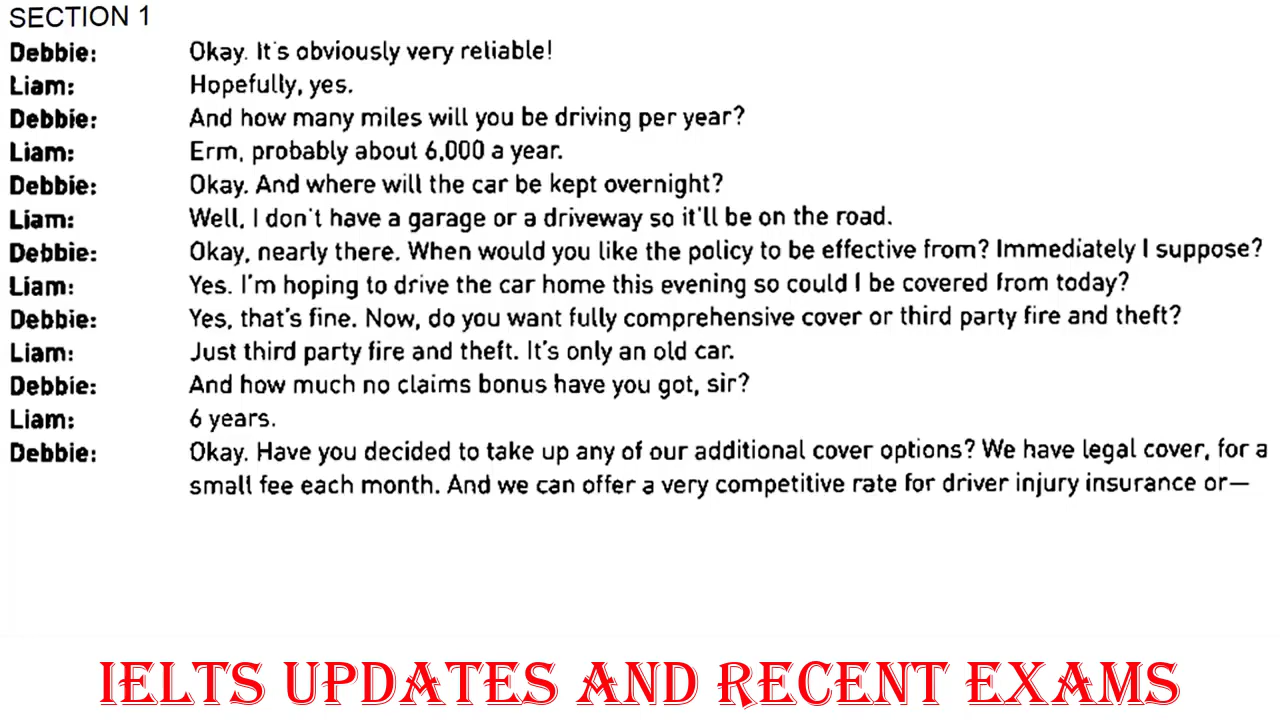 SECTION 1
Debbie: Okay. It's obviously very reliable!
Liam: Hopefully, yes.
Debbie: And how many miles will you be driving per year?
Liam: Erm, probably about 6,000 a year.
Debbie: Okay. And where will the car be kept overnight?
Liam: Well, I don't have a garage or a driveway so it'll be on the road.
Debbie: Okay, nearly there. When would you like the policy to be effective from? Immediately I suppose?
Liam: Yes. I'm hoping to drive the car home this evening so could I be covered from today?
Debbie: Yes, that's fine. Now, do you want fully comprehensive cover or third party fire and theft?
Liam: Just third party fire and theft. It's only an old car.
Debbie: And how much no claims bonus have you got, sir?
Liam: 6 years.
Debbie: Okay. Have you decided to take up any of our additional cover options? We have legal cover, for a
small fee each month. And we can offer a very competitive rate for driver injury insurance or—
IELTS UPDATES AND RECENT EXAMS